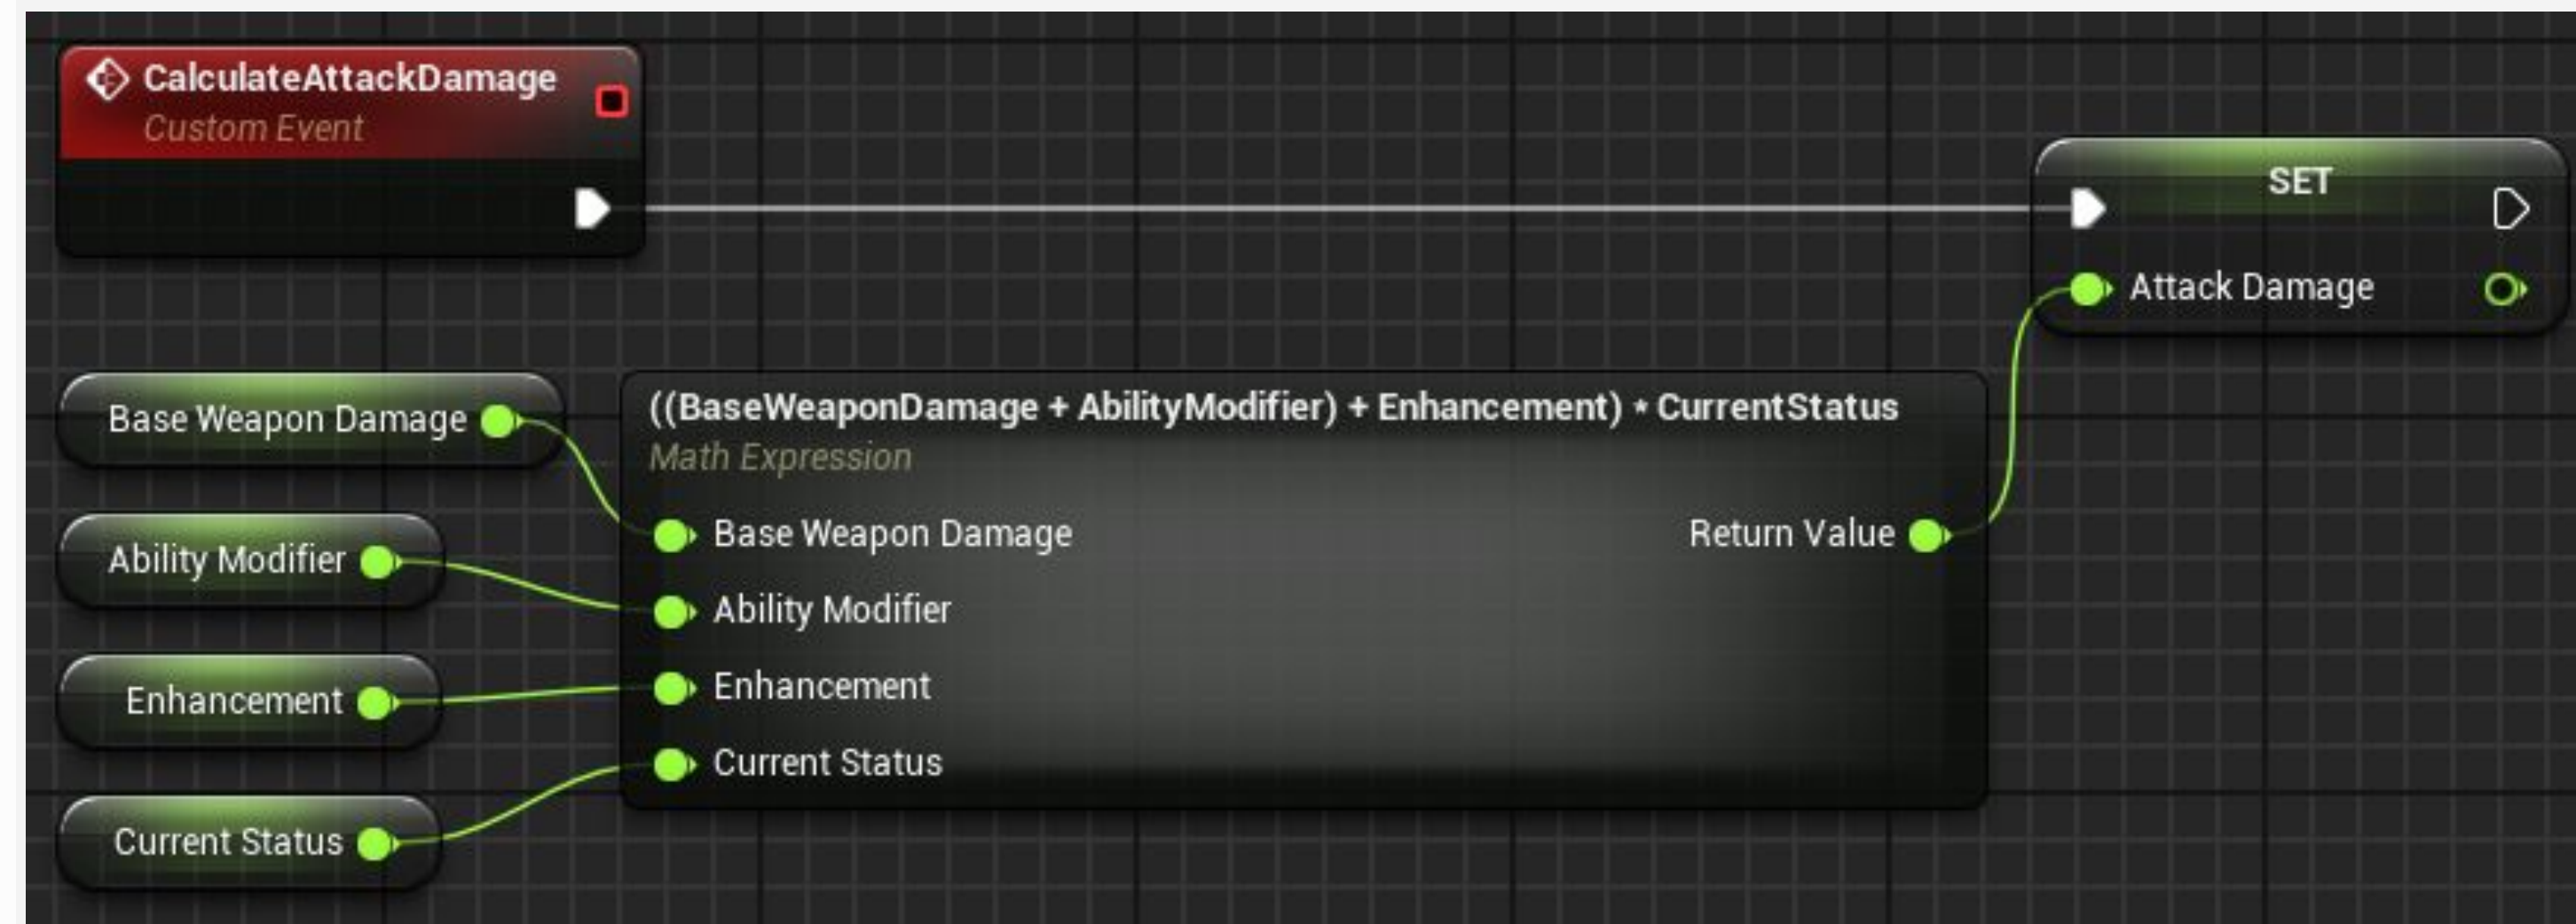 CalculateAttackDamage
Custom Event
SET
Attack Damage
Base Weapon Damage
Ability Modifier
Enhancement
Current Status
((BaseWeaponDamage + AbilityModifier) + Enhancement) * CurrentStatus
Math Expression
Base Weapon Damage
Return Value
Ability Modifier
Enhancement
Current Status